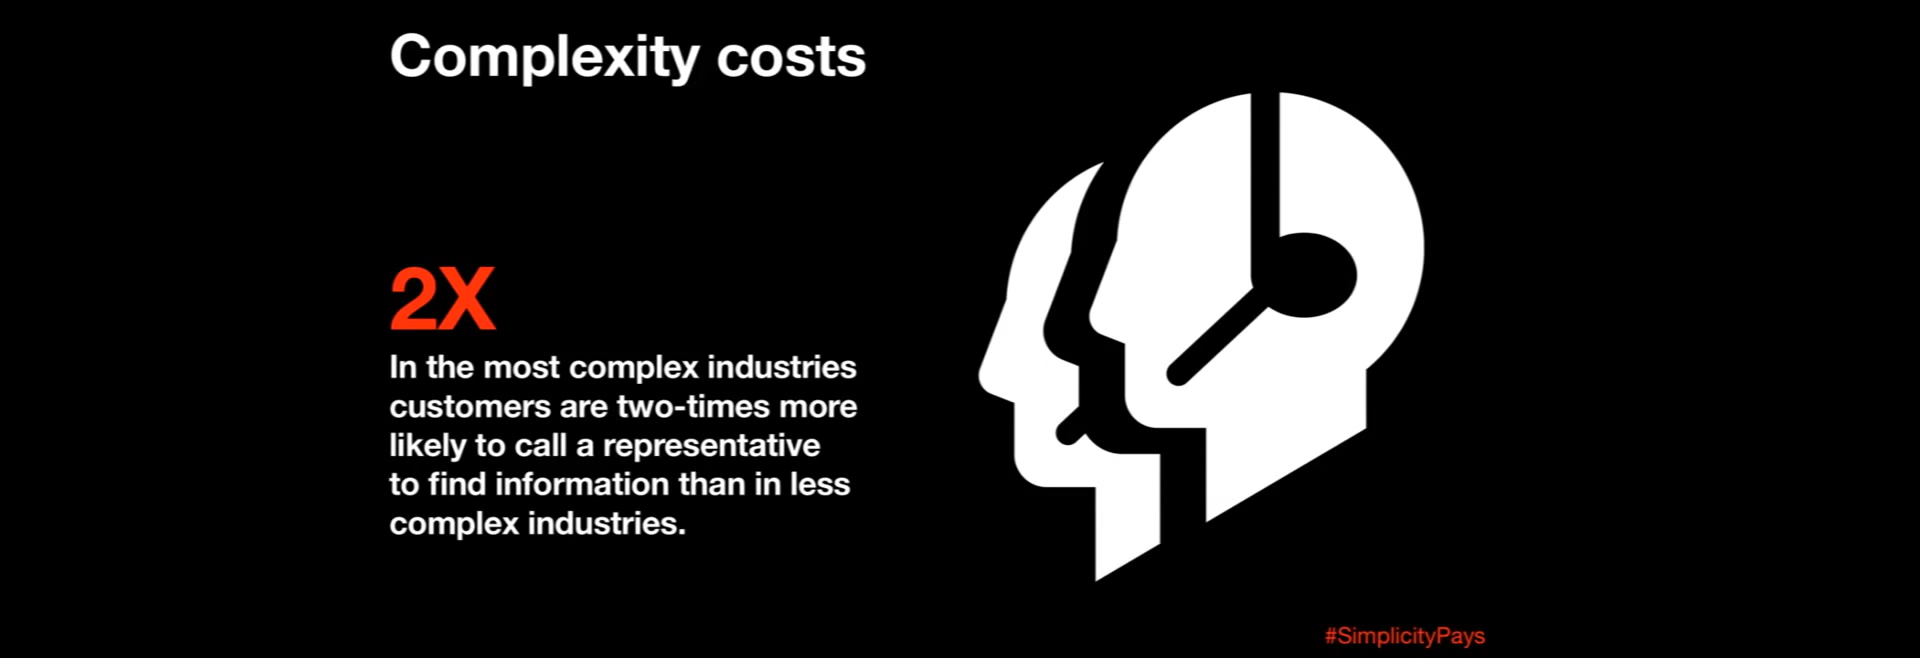 Complexity costs
2X
In the most complex industries
customers are two-times more
likely to call a representative
to find information than in less
complex industries.
#SimplicityPays